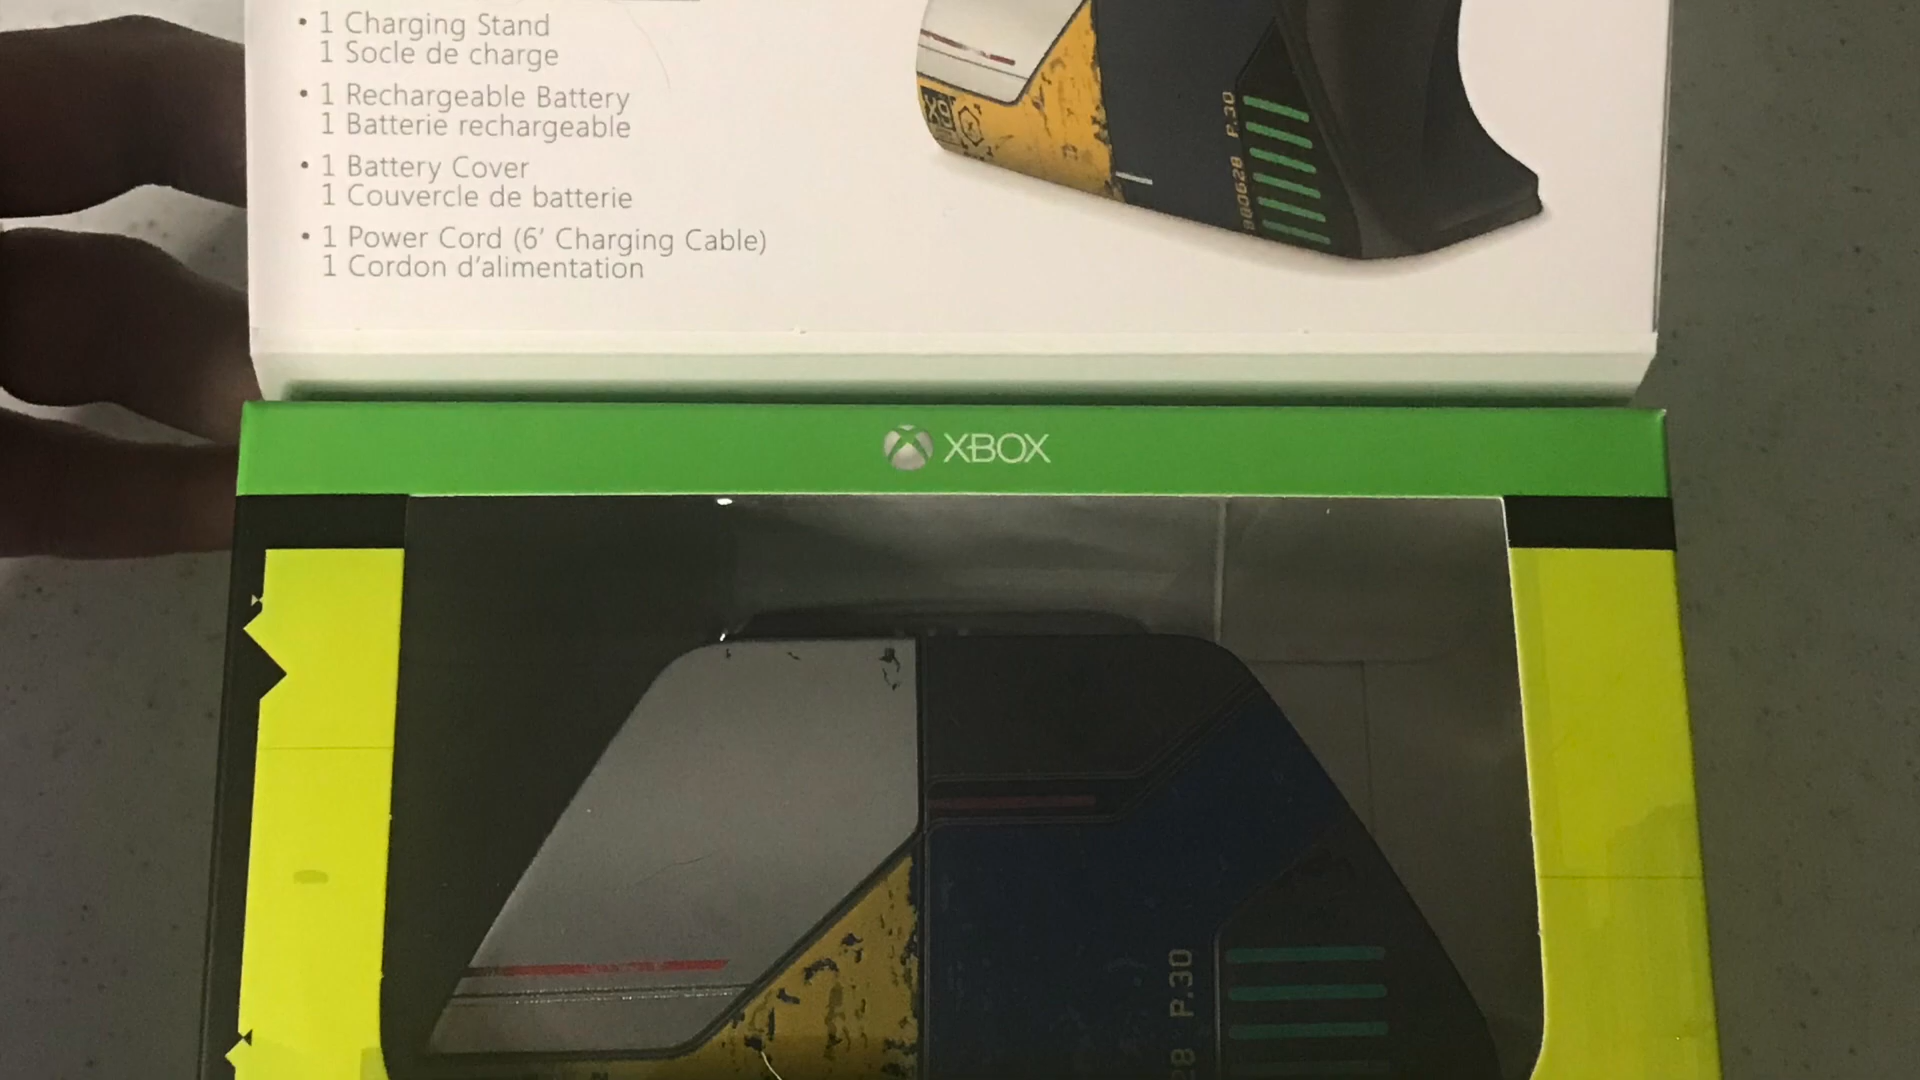 • 1 Charging Stand
1 Socle de charge
• 1 Rechargeable Battery
1 Batterie rechargeable
• 1 Battery Cover
1 Couvercle de batterie
• 1 Power Cord (6' Charging Cable)
1 Cordon d'alimentation
P.30
XBOX
P.30